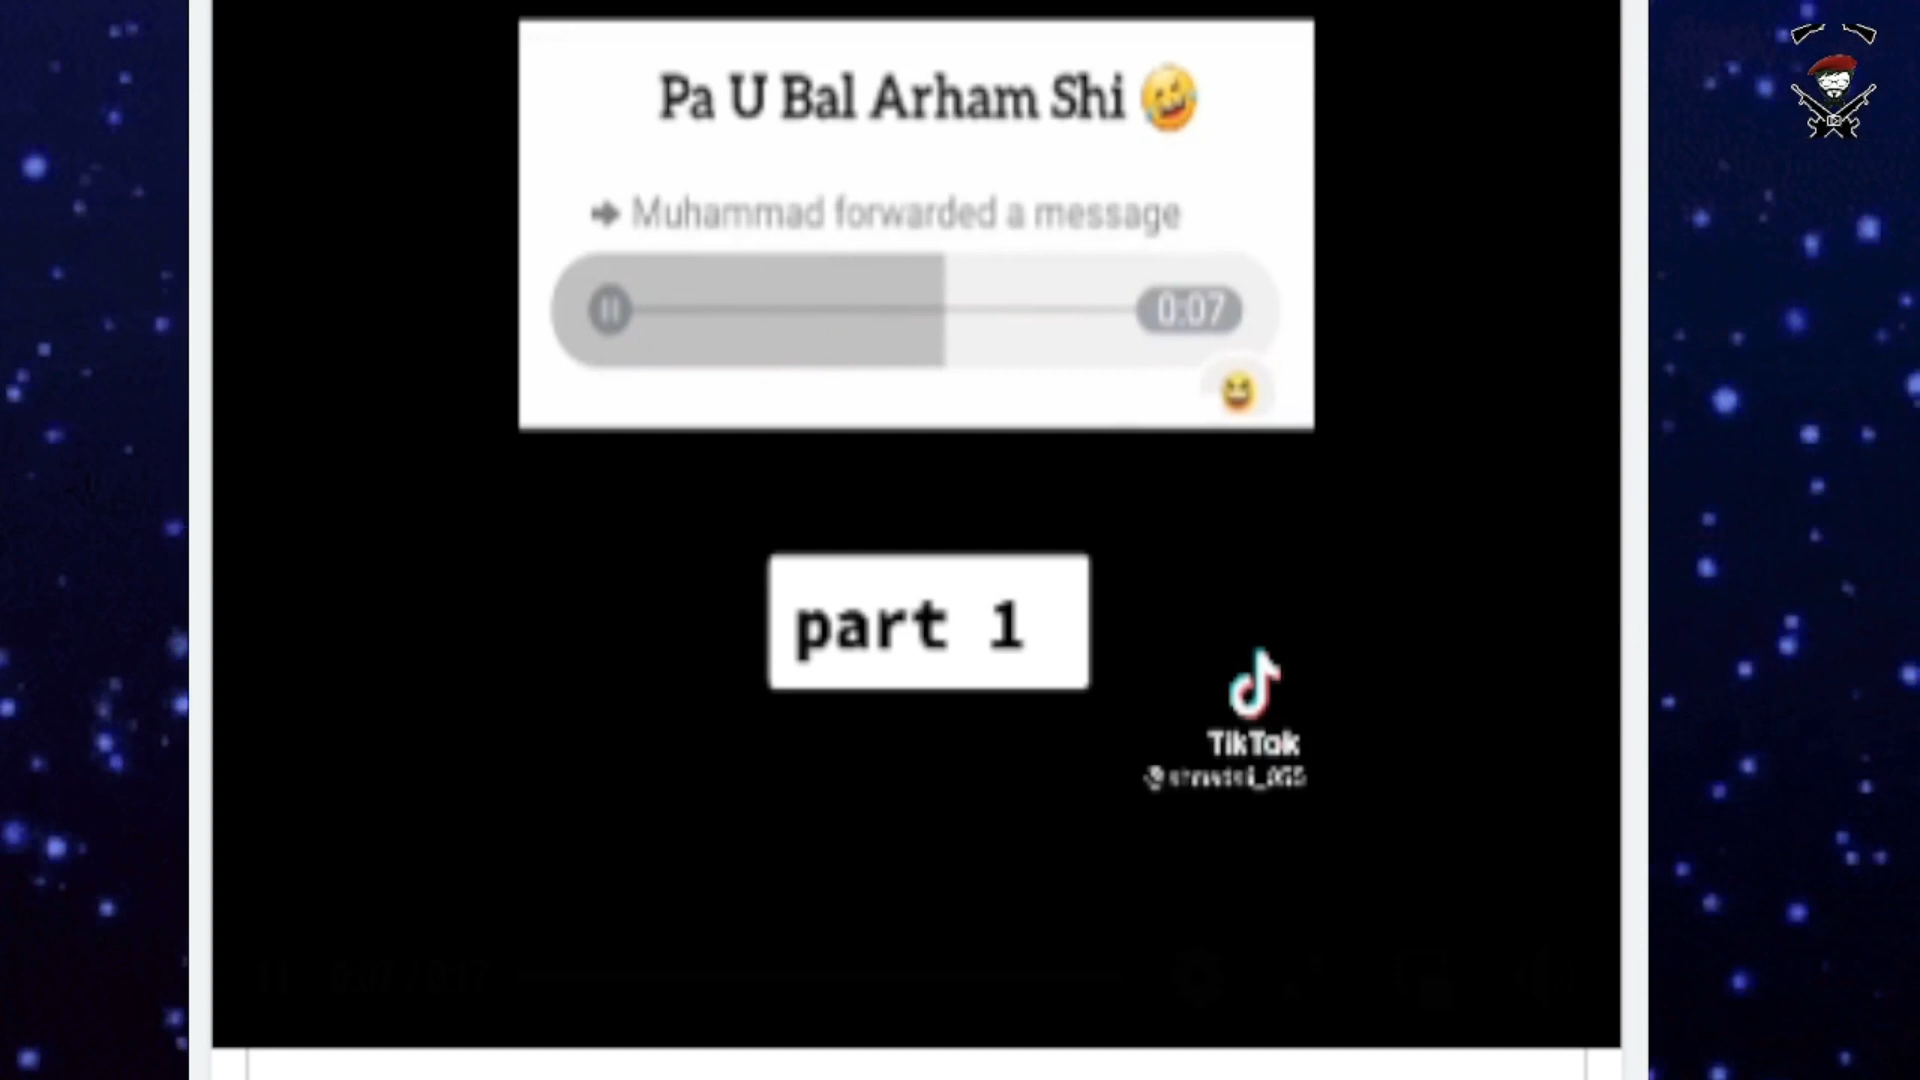 Pa U Bal Arham Shi 🤣
Muhammad forwarded a message
0:07
part 1
TikTok